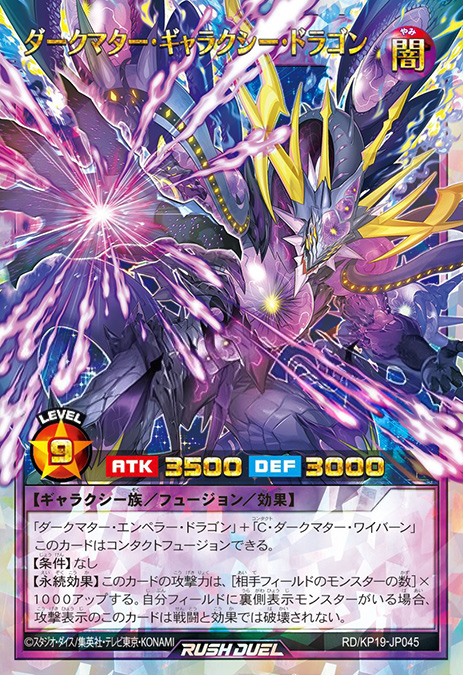 ダークマター・ギャラクシー・ドラゴン
闇
やみ
LEVEL
9
ATK 3500 DEF 3000
【ギャラクシー族／フュージョン／効果】
「ダークマター・エンペラー・ドラゴン」+「C・ダークマター・ワイバーン」
このカードはコンタクトフュージョンできる。
【条件】なし
【永続効果】このカードの攻撃力は、[相手フィールドのモンスターの数]×
1000アップする。自分フィールドに裏側表示モンスターがいる場合、
攻撃表示のこのカードは戦闘と効果では破壊されない。
©スタジオ・ダイス/集英社・テレビ東京・KONAMI
RUSH DUEL
RD/KP19-JP045